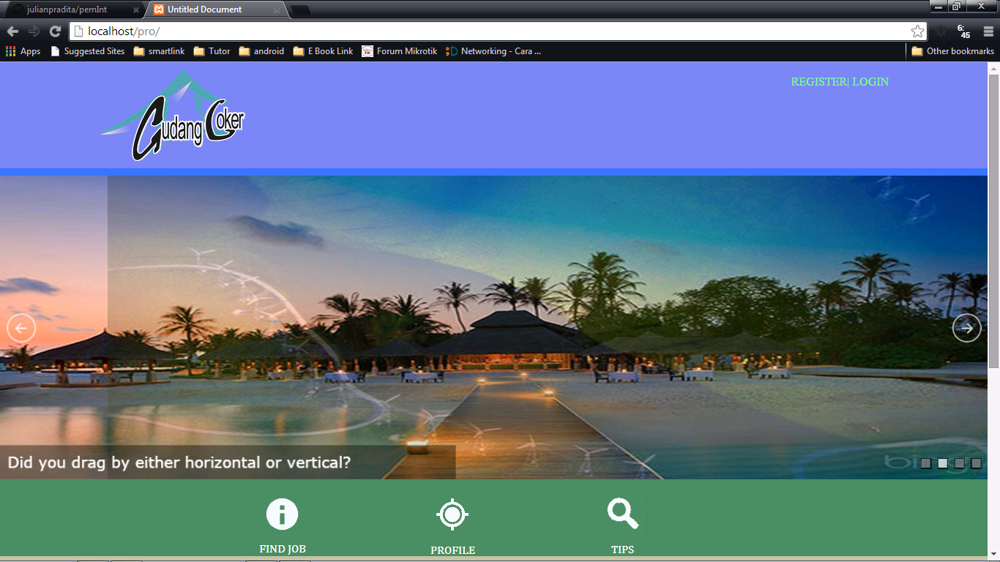 julianpradita/pemInt
Untitled Document
localhost/pro/
6:
45
Apps
Suggested Sites
smartlink
Tutor
android
E Book Link
Forum Mikrotik
Networking - Cara ...
Other bookmarks
REGISTER| LOGIN
Gudang Coker
Did you drag by either horizontal or vertical?
bing
FIND JOB
PROFILE
TIPS